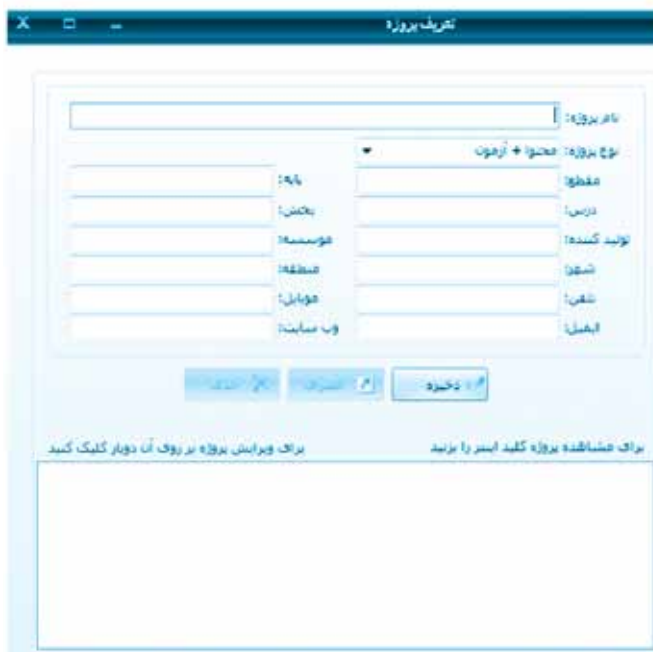 تعریف پروژه
نام پروژه:
نوع پروژه: محتوا + آزمون
مقطع: پایه:
درس: بخش:
تولید کننده: موسسه:
شهر: منطقه:
تلفن: موبایل:
ایمیل: وب سایت:
ذخیره
برای مشاهده پروژه کلید اینتر را بزنید برای ویرایش پروژه بر روی آن دوبار کلیک کنید